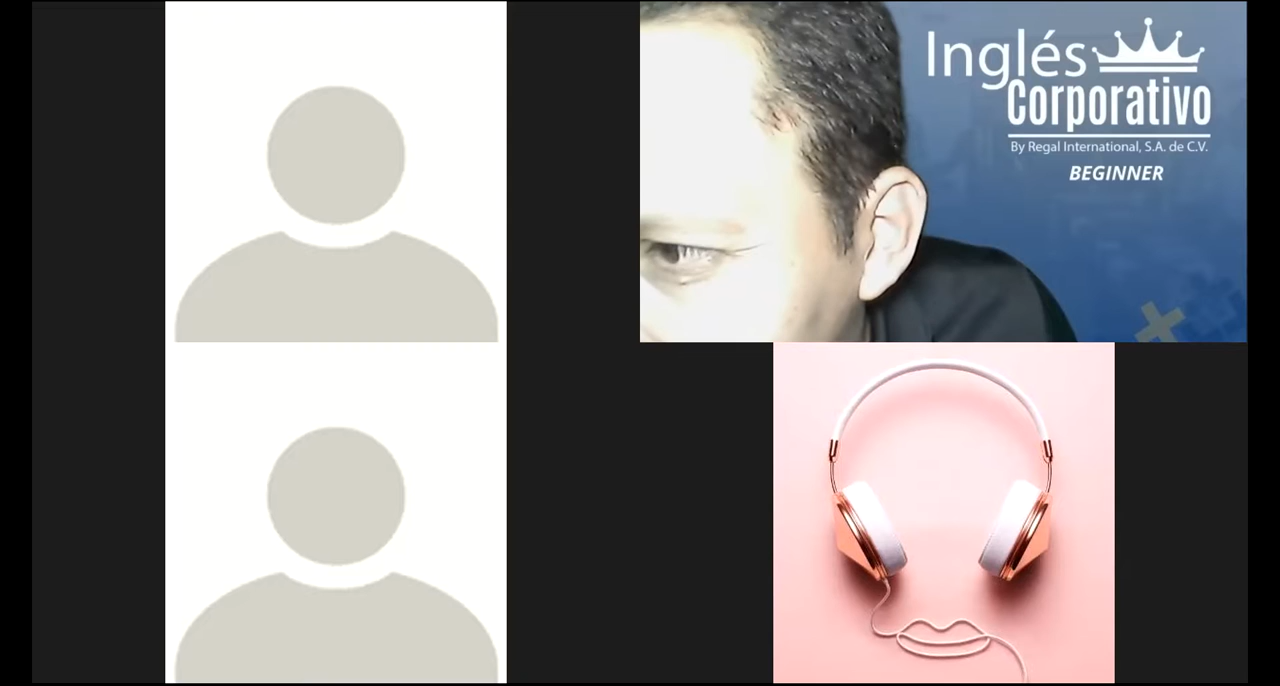 Inglés
Corporativo
By Regal International, S.A. de C.V.
BEGINNER